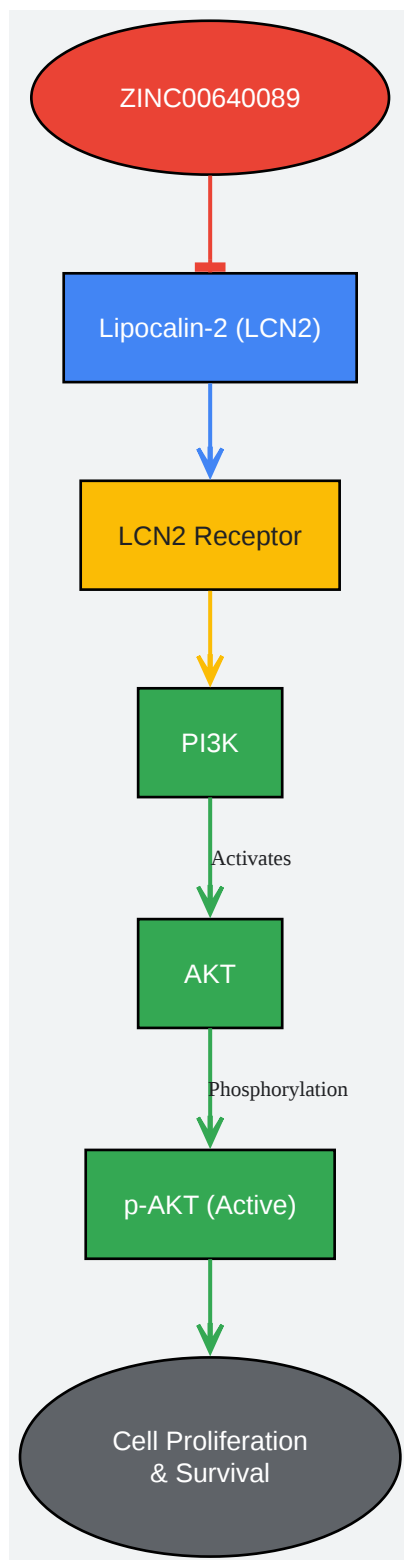 ZINC00640089
Lipocalin-2 (LCN2)
LCN2 Receptor
PI3K
Activates
AKT
Phosphorylation
p-AKT (Active)
Cell Proliferation
& Survival